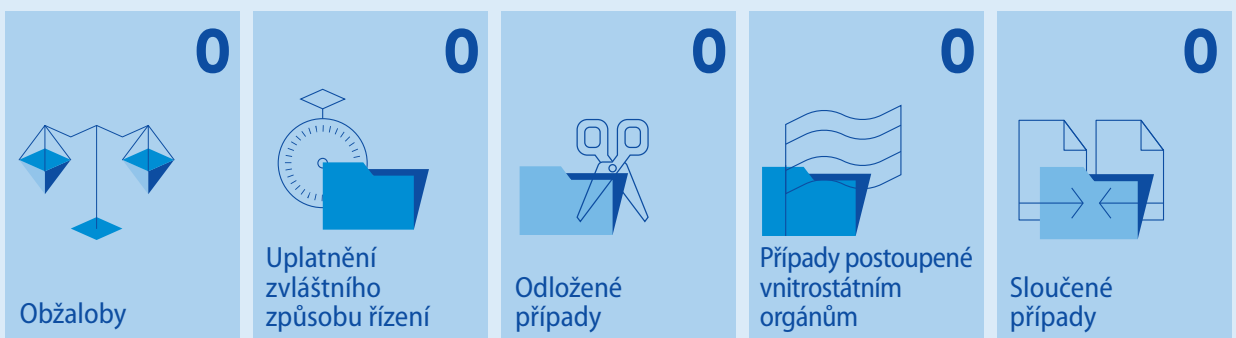 0
Obžaloby
0
Uplatnění
zvláštního
způsobu řízení
0
Odložené
případy
0
Případy postoupené
vnitrostátním
orgánům
0
Sloučené
případy